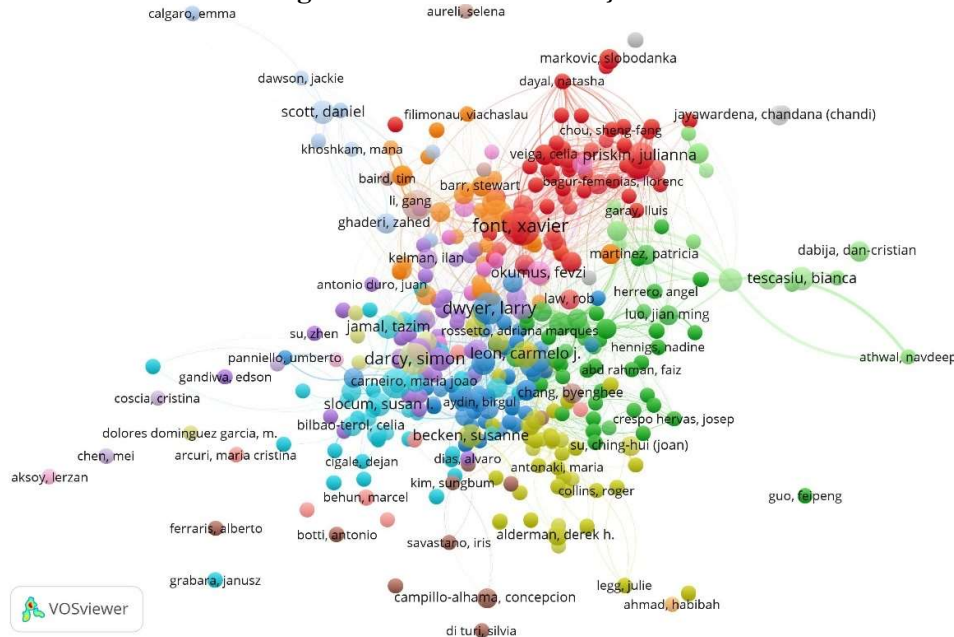 calgaro, emma
aureli, selena
markovic, slobodanka
dawson, jackie
dayal, natasha
scott, daniel
filimonau, viachaslau
jayawardena, chandana (chandi)
chou, sheng-fang
khoshkam, mana
veiga, celia
priskin, julianna
baird, tim
barr, stewart
bagur-femenias, llorenc
li, gang
garay, lluis
ghaderi, zahed
font, xavier
martinez, patricia
dabija, dan-cristian
kelman, ilan
okumus, fevzi
tescasiu, bianca
antonio duro, juan
herrero, angel
law, rob
dwyer, larry
luo, jian ming
su, zhen
jamal, tazim
rossetto, adriana marques
hennigs, nadine
panniello, umberto
darcy, simon
leon, carmelo j.
athwal, navdeep
abd rahman, faiz
gandiwa, edson
carneiro, maria joao
chang, byenghee
coscia, cristina
slocum, susan l.
aydin, birgul
crespo hervas, josep
bilbao-terol, celia
dolores dominguez garcia, m.
becken, susanne
su, ching-hui (joan)
chen, mei
arcuri, maria cristina
cigale, dejan
dias, alvaro
antonaki, maria
aksoy, lerzan
kim, sungbum
collins, roger
behun, marcel
guo, feipeng
ferraris, alberto
botti, antonio
savastano, iris
alderman, derek h.
grabara, janusz
legg, julie
campillo-alhama, concepcion
ahmad, habibah
di turi, silvia
VOSviewer